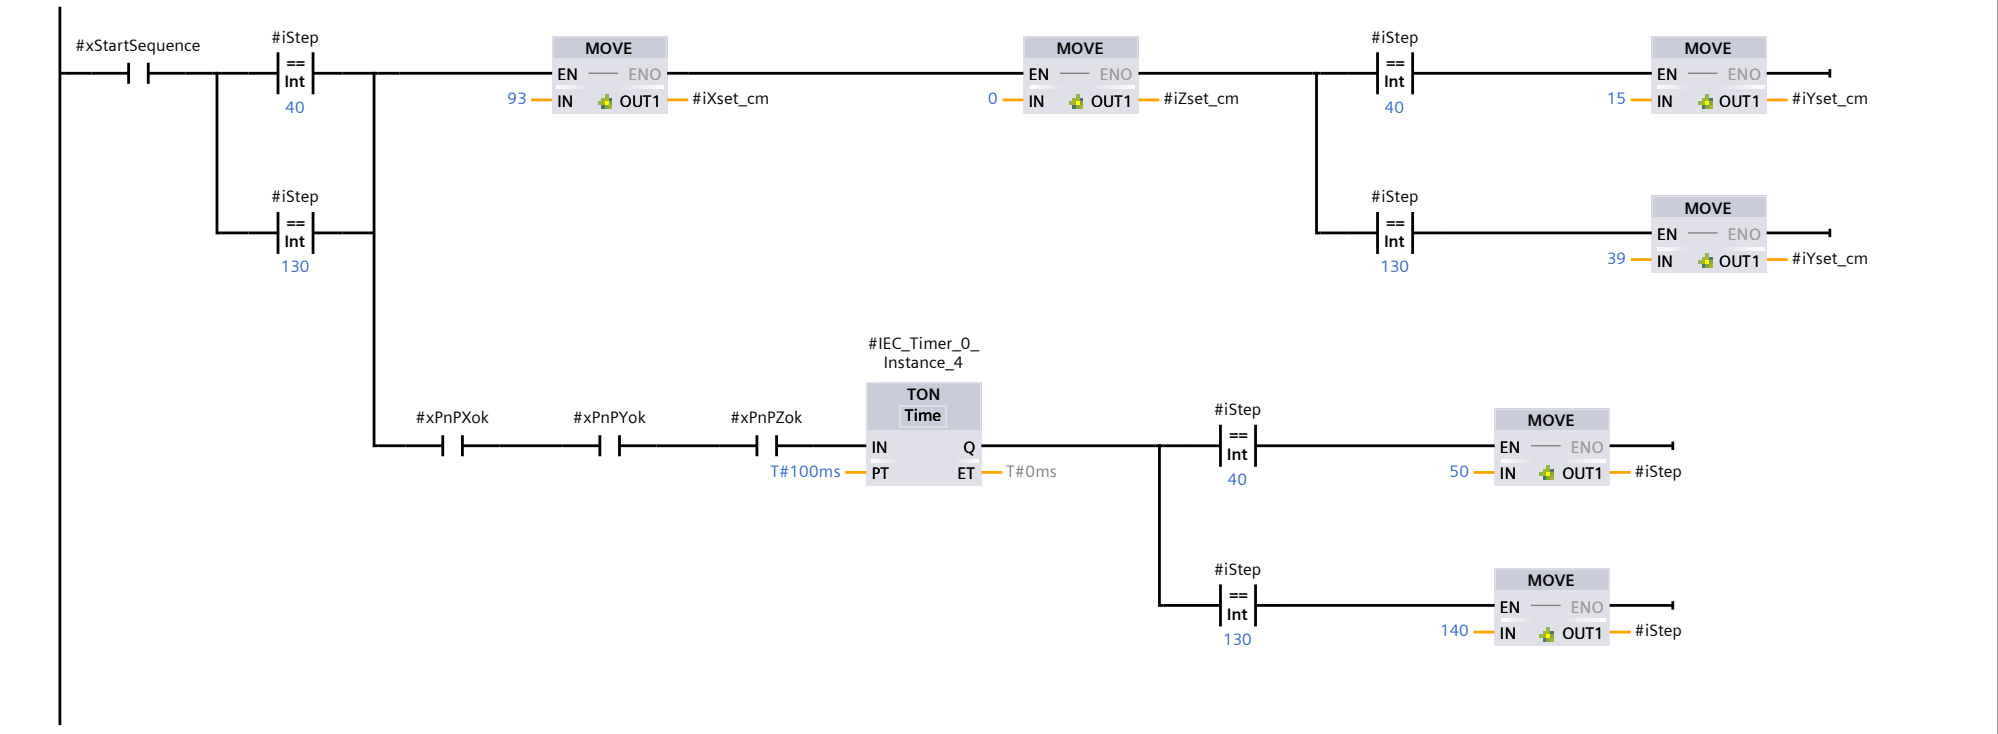 #xStartSequence
#iStep
==
Int
40
MOVE
EN ENO
93 IN OUT1 #iXset_cm
MOVE
EN ENO
0 IN OUT1 #iZset_cm
#iStep
==
Int
40
MOVE
EN ENO
15 IN OUT1 #iYset_cm
#iStep
==
Int
130
#iStep
==
Int
130
MOVE
EN ENO
39 IN OUT1 #iYset_cm
#xPnPXok
#xPnPYok
#xPnPZok
#IEC_Timer_0_
Instance_4
TON
Time
IN Q
T#100ms PT ET T#0ms
#iStep
==
Int
40
MOVE
EN ENO
50 IN OUT1 #iStep
#iStep
==
Int
130
MOVE
EN ENO
140 IN OUT1 #iStep